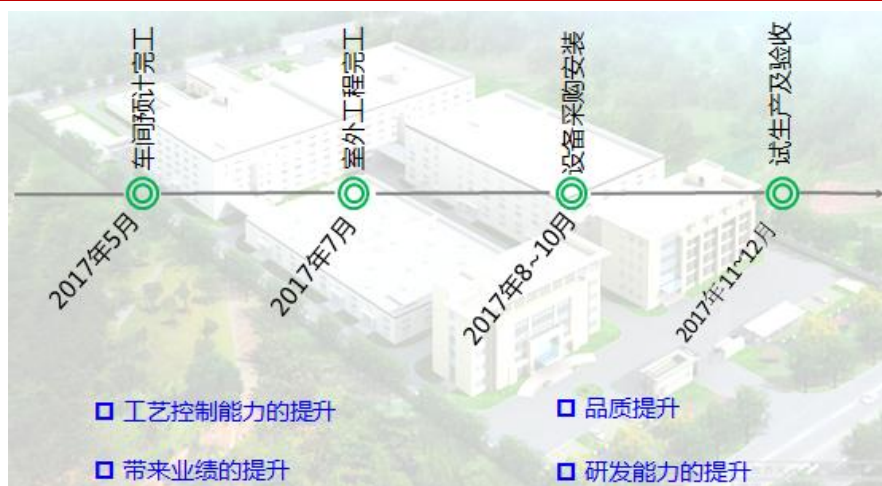 车间预计完工
室外工程完工
设备采购安装
试生产及验收
2017年5月
2017年7月
2017年8~10月
2017年11~12月
工艺控制能力的提升
品质提升
带来业绩的提升
研发能力的提升